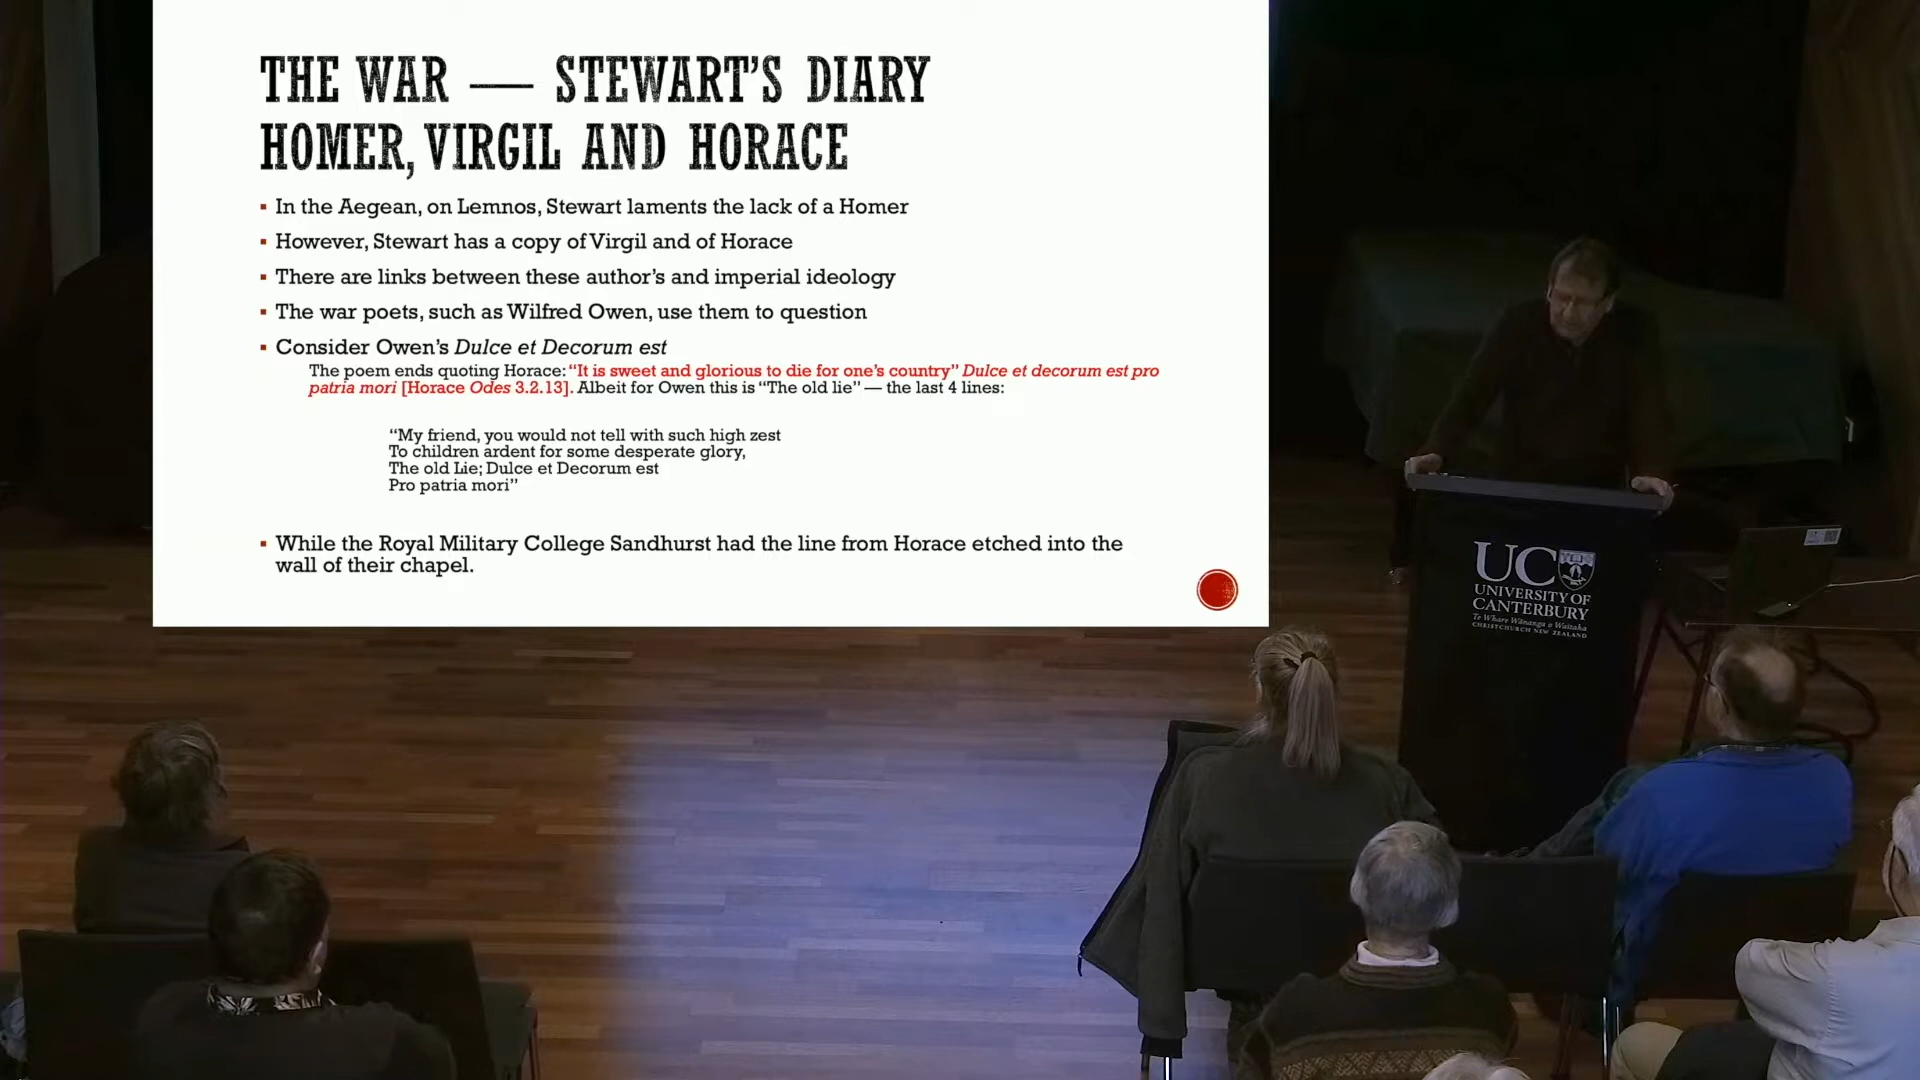 THE WAR — STEWART'S DIARY
HOMER, VIRGIL AND HORACE
▪ In the Aegean, on Lemnos, Stewart laments the lack of a Homer
▪ However, Stewart has a copy of Virgil and of Horace
▪ There are links between these author's and imperial ideology
▪ The war poets, such as Wilfred Owen, use them to question
▪ Consider Owen's Dulce et Decorum est
The poem ends quoting Horace: “It is sweet and glorious to die for one's country” Dulce et decorum est pro
patria mori [Horace Odes 3.2.13]. Albeit for Owen this is “The old lie” — the last 4 lines:
“My friend, you would not tell with such high zest
To children ardent for some desperate glory,
The old Lie; Dulce et Decorum est
Pro patria mori”
▪ While the Royal Military College Sandhurst had the line from Horace etched into the
wall of their chapel.
UC
UNIVERSITY OF
CANTERBURY
Te Whare Wānanga o Waitaha
CHRISTCHURCH NEW ZEALAND